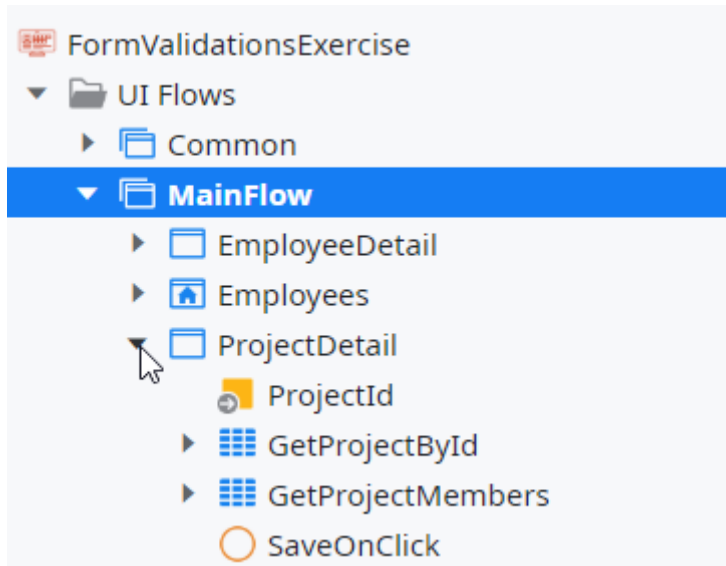 FormValidationsExercise
UI Flows
Common
MainFlow
EmployeeDetail
Employees
ProjectDetail
ProjectId
GetProjectById
GetProjectMembers
SaveOnClick